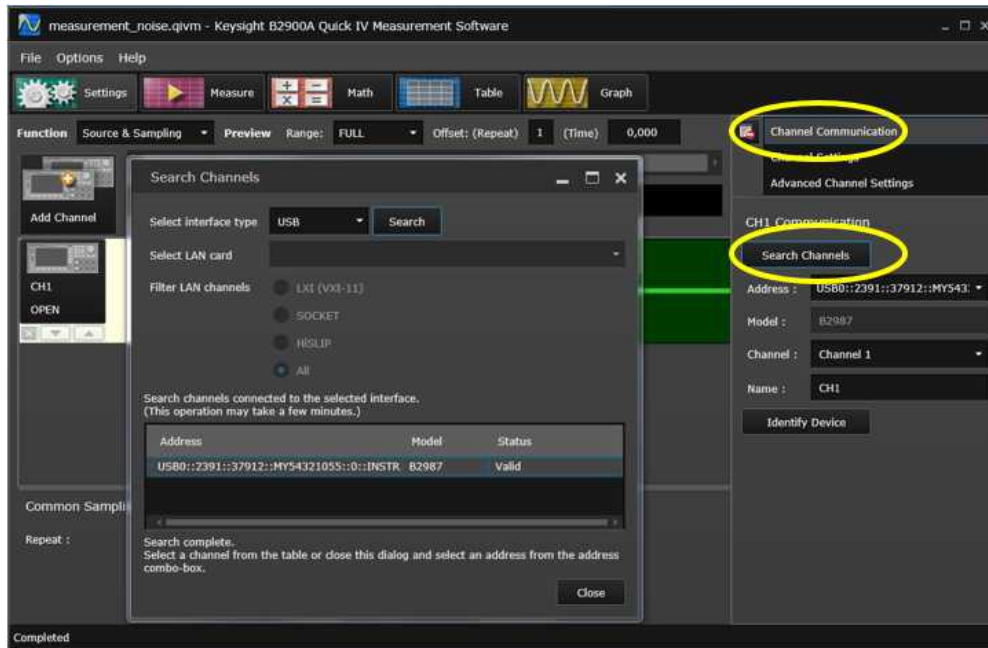 measurement_noise.qivm - Keysight B2900A Quick IV Measurement Software
File Options Help
Settings Measure Math Table Graph
Function Source & Sampling Preview Range: FULL Offset: (Repeat) 1 (Time) 0,000
Channel Communication
Channel Settings
Advanced Channel Settings
Add Channel
CH1
OPEN
Search Channels
Select interface type USB Search
Select LAN card
Filter LAN channels LXI (VXI-11)
SOCKET
HiSLIP
All
Search channels connected to the selected interface.
(This operation may take a few minutes.)
Address Model Status
USB0::2391::37912::MY54321055::0::INSTR B2987 Valid
Search complete.
Select a channel from the table or close this dialog and select an address from the address
combo-box.
Close
CH1 Communication
Search Channels
Address : USB0::2391::37912::MY543
Model : B2987
Channel : Channel 1
Name : CH1
Identify Device
Common Sampli
Repeat :
Completed